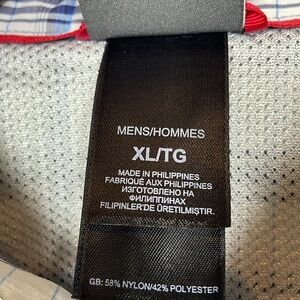 MENS/HOMMES
XL/TG
MADE IN PHILIPPINES
FABRIQUÉ AUX PHILIPPINES
ИЗГОТОВЛЕНО НА
ФИЛИППИНАХ
FILIPINLER'DE ÜRETILMIŞTIR.
GB: 58% NYLON/42% POLYESTER